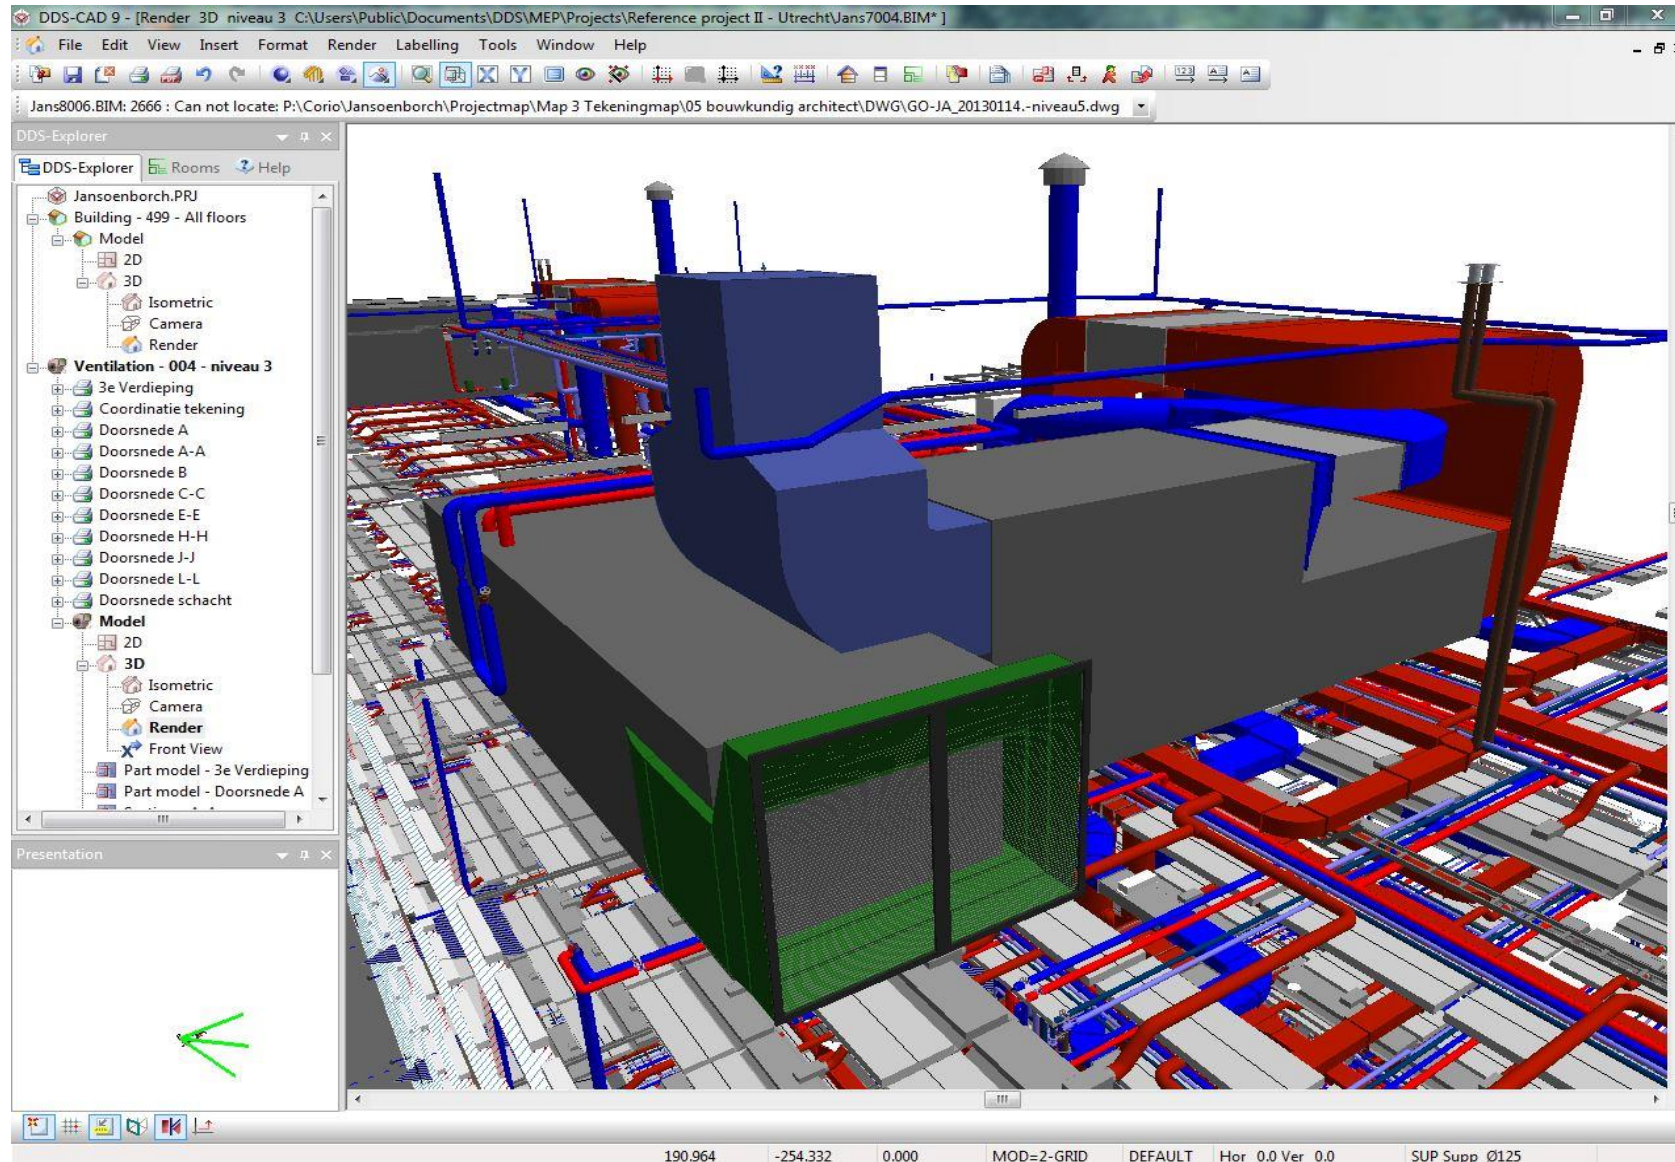 DDS-CAD 9 - [Render 3D niveau 3 C:\Users\Public\Documents\DDS\MEP\Projects\Reference project II - Utrecht\Jans7004.BIM* ]
File Edit View Insert Format Render Labelling Tools Window Help
Jans8006.BIM: 2666 : Can not locate: P:\Corio\Jansoenborch\Projectmap\Map 3 Tekeningmap\05 bouwkundig architect\DWG\GO-JA_20130114.-niveau5.dwg
DDS-Explorer
DDS-Explorer Rooms Help
Jansoenborch.PRJ
Building - 499 - All floors
Model
2D
3D
Isometric
Camera
Render
Ventilation - 004 - niveau 3
3e Verdieping
Coordinatie tekening
Doorsnede A
Doorsnede A-A
Doorsnede B
Doorsnede C-C
Doorsnede E-E
Doorsnede H-H
Doorsnede J-J
Doorsnede L-L
Doorsnede schacht
Model
2D
3D
Isometric
Camera
Render
Front View
Part model - 3e Verdieping
Part model - Doorsnede A
Presentation
190.964 -254.332 0.000 MOD=2-GRID DEFAULT Hor 0.0 Ver 0.0 SUP Supp Ø125